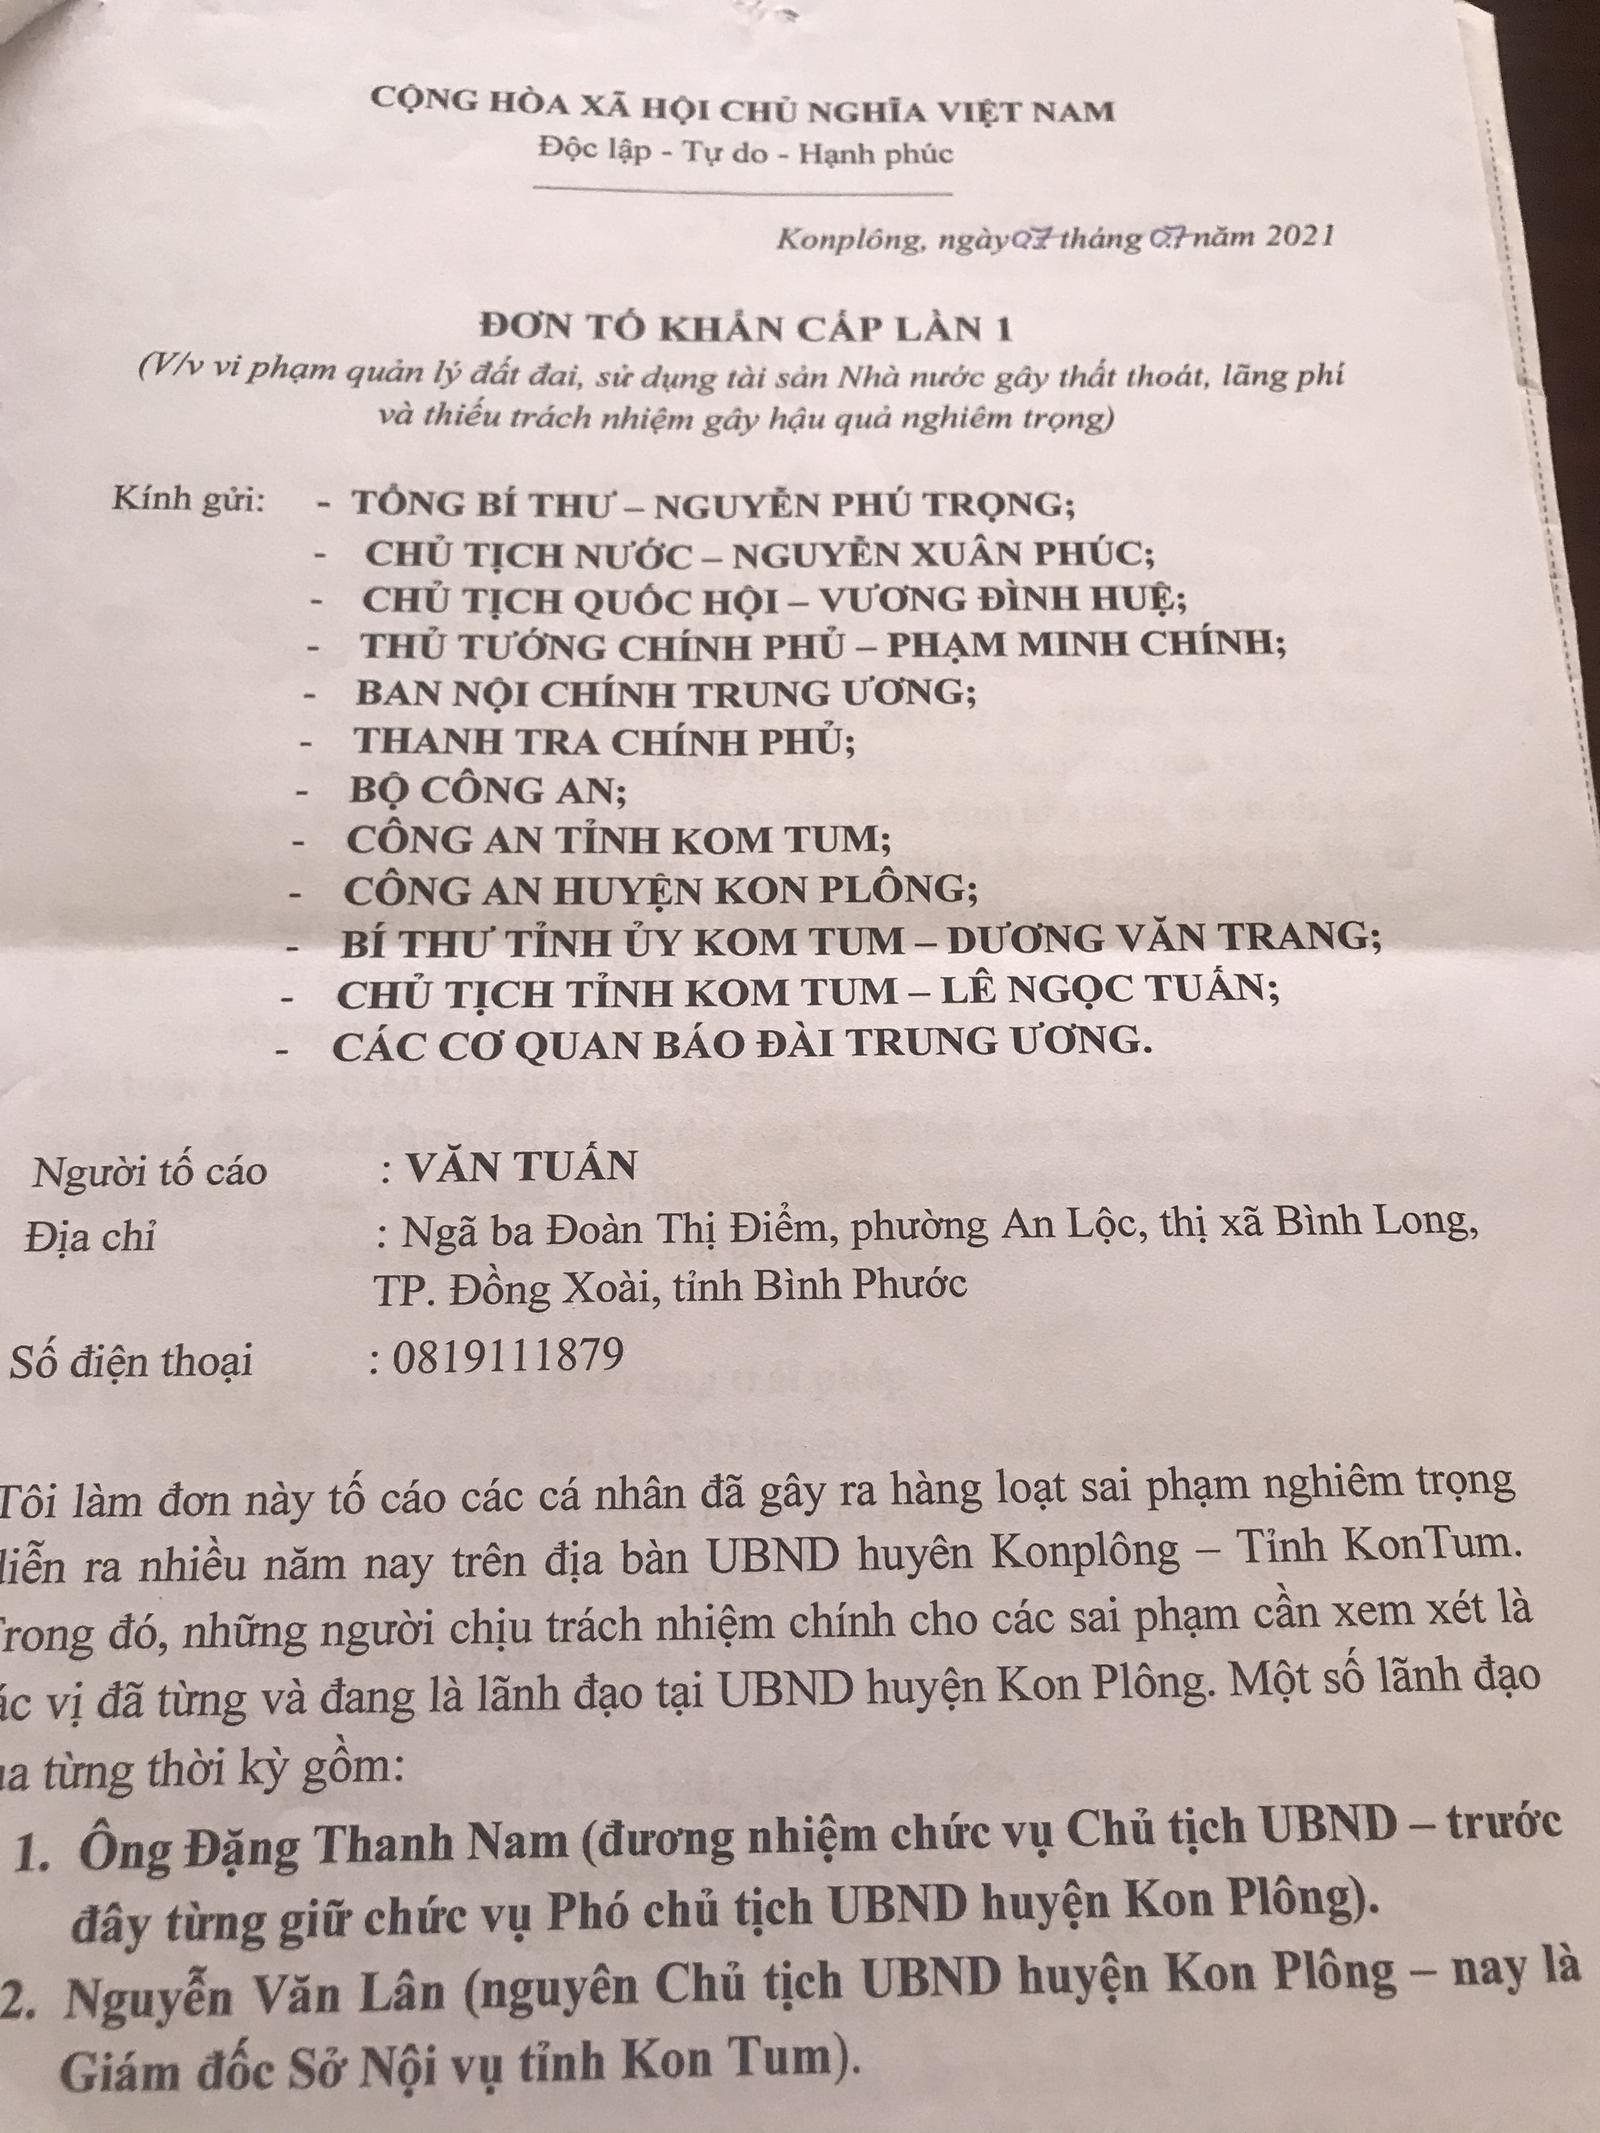 CỘNG HÒA XÃ HỘI CHỦ NGHĨA VIỆT NAM
Độc lập - Tự do - Hạnh phúc
Konplông, ngày 07 tháng 07 năm 2021
ĐƠN TỐ KHẨN CẤP LẦN 1
(V/v vi phạm quản lý đất đai, sử dụng tài sản Nhà nước gây thất thoát, lãng phí
và thiếu trách nhiệm gây hậu quả nghiêm trọng)
Kính gửi: - TỔNG BÍ THƯ – NGUYỄN PHÚ TRỌNG;
- CHỦ TỊCH NƯỚC – NGUYỄN XUÂN PHÚC;
- CHỦ TỊCH QUỐC HỘI – VƯƠNG ĐÌNH HUỆ;
- THỦ TƯỚNG CHÍNH PHỦ – PHẠM MINH CHÍNH;
- BAN NỘI CHÍNH TRUNG ƯƠNG;
- THANH TRA CHÍNH PHỦ;
- BỘ CÔNG AN;
- CÔNG AN TỈNH KOM TUM;
- CÔNG AN HUYỆN KON PLÔNG;
- BÍ THƯ TỈNH ỦY KOM TUM – DƯƠNG VĂN TRANG;
- CHỦ TỊCH TỈNH KOM TUM – LÊ NGỌC TUẤN;
- CÁC CƠ QUAN BÁO ĐÀI TRUNG ƯƠNG.
Người tố cáo : VĂN TUẤN
Địa chỉ : Ngã ba Đoàn Thị Điểm, phường An Lộc, thị xã Bình Long,
TP. Đồng Xoài, tỉnh Bình Phước
Số điện thoại : 0819111879
Tôi làm đơn này tố cáo các cá nhân đã gây ra hàng loạt sai phạm nghiêm trọng
diễn ra nhiều năm nay trên địa bàn UBND huyên Konplông – Tỉnh KonTum.
Trong đó, những người chịu trách nhiệm chính cho các sai phạm cần xem xét là
các vị đã từng và đang là lãnh đạo tại UBND huyện Kon Plông. Một số lãnh đạo
ua từng thời kỳ gồm:
1. Ông Đặng Thanh Nam (đương nhiệm chức vụ Chủ tịch UBND – trước
đây từng giữ chức vụ Phó chủ tịch UBND huyện Kon Plông).
2. Nguyễn Văn Lân (nguyên Chủ tịch UBND huyện Kon Plông – nay là
Giám đốc Sở Nội vụ tỉnh Kon Tum).